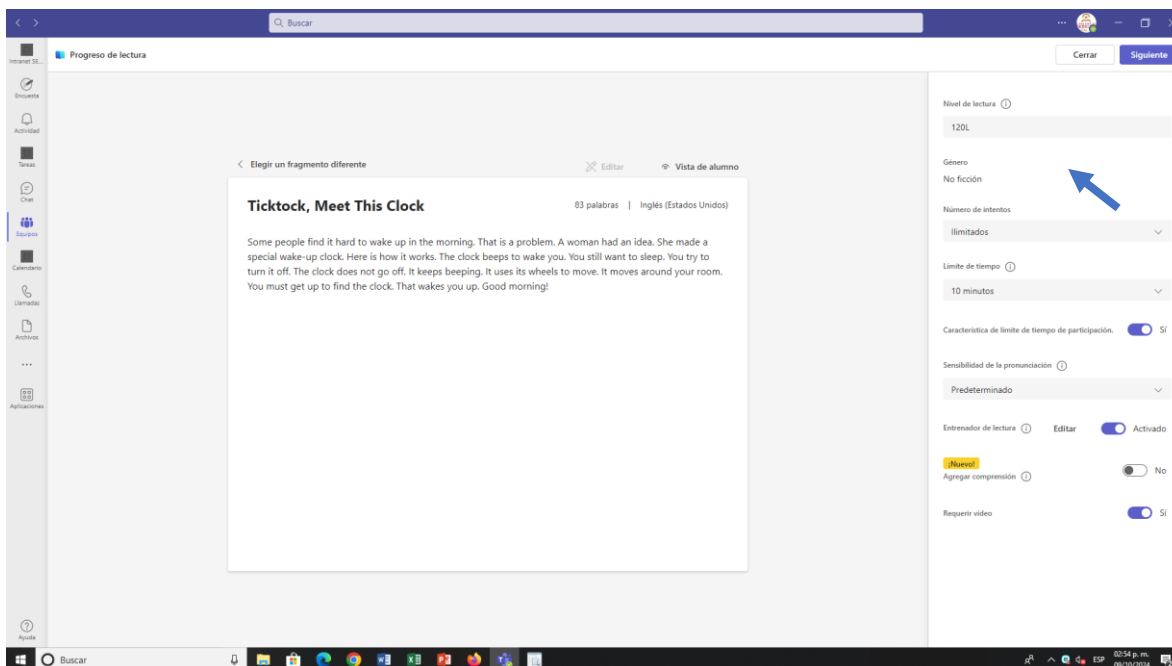 Buscar
Intranet SE...
Progreso de lectura
Cerrar
Siguiente
Encuesta
Actividad
Tareas
Chat
Equipos
Calendario
Llamadas
Archivos
Aplicaciones
Ayuda
Elegir un fragmento diferente
Editar
Vista de alumno
Ticktock, Meet This Clock
83 palabras | Inglés (Estados Unidos)
Some people find it hard to wake up in the morning. That is a problem. A woman had an idea. She made a
special wake-up clock. Here is how it works. The clock beeps to wake you. You still want to sleep. You try to
turn it off. The clock does not go off. It keeps beeping. It uses its wheels to move. It moves around your room.
You must get up to find the clock. That wakes you up. Good morning!
Nivel de lectura
120L
Género
No ficción
Número de intentos
Ilimitados
Límite de tiempo
10 minutos
Característica de límite de tiempo de participación. Sí
Sensibilidad de la pronunciación
Predeterminado
Entrenador de lectura Editar Activado
¡Nuevo!
Agregar comprensión No
Requerir vídeo Sí
Buscar
ESP
02:54 p. m.
09/10/2024